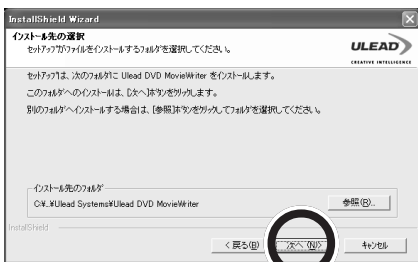 InstallShield Wizard
インストール先の選択
セットアップがファイルをインストールするフォルダを選択してください。
ULEAD
CREATIVE INTELLIGENCE
セットアップは、次のフォルダに Ulead DVD MovieWriter をインストールします。
このフォルダへのインストールは、[次へ]ボタンをクリックします。
別のフォルダへインストールする場合は、[参照]ボタンをクリックしてフォルダを選択してください。
インストール先のフォルダ
C:¥...¥Ulead Systems¥Ulead DVD MovieWriter
参照(R)...
InstallShield
< 戻る(B)
次へ (N)
キャンセル